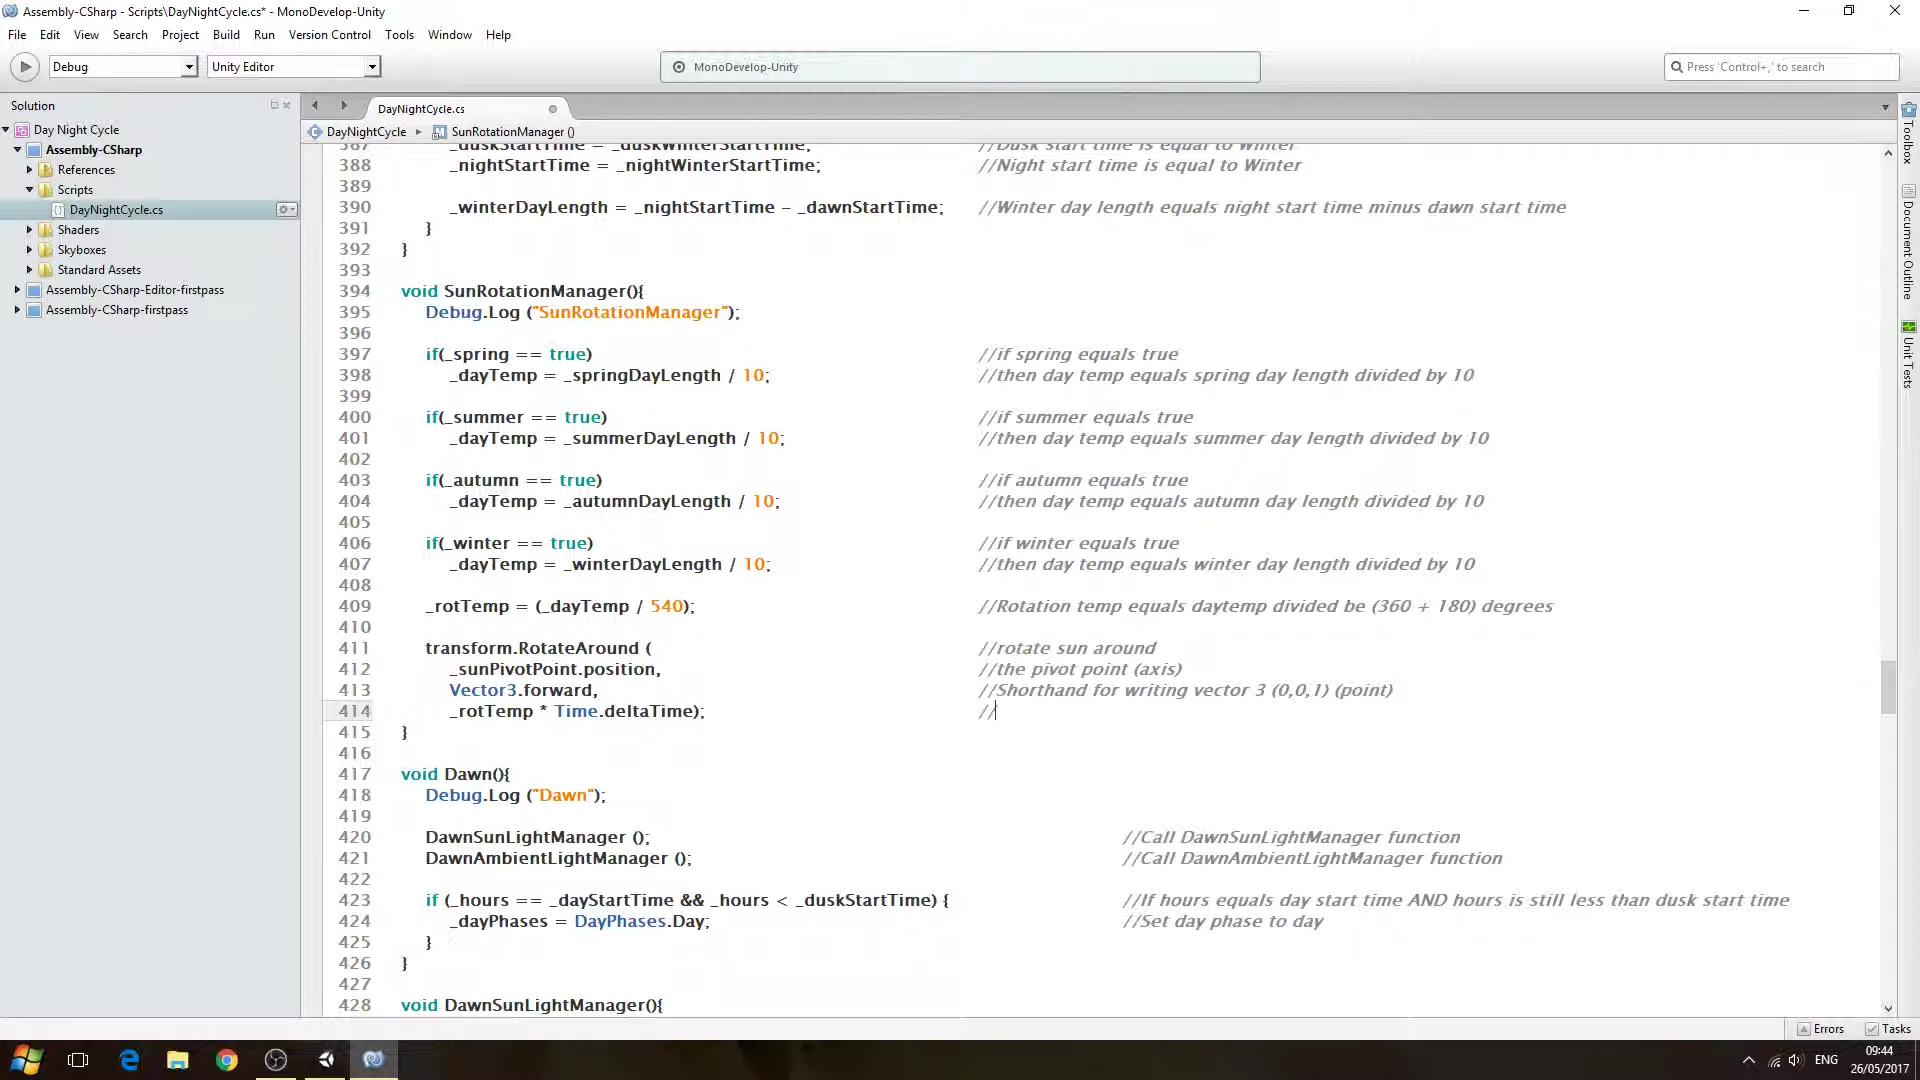 Assembly-CSharp - Scripts\DayNightCycle.cs* - MonoDevelop-Unity
File Edit View Search Project Build Run Version Control Tools Window Help
Debug Unity Editor MonoDevelop-Unity Press 'Control+,' to search
Solution
Day Night Cycle
Assembly-CSharp
References
Scripts
DayNightCycle.cs
Shaders
Skyboxes
Standard Assets
Assembly-CSharp-Editor-firstpass
Assembly-CSharp-firstpass
DayNightCycle.cs
DayNightCycle SunRotationManager ()
387 _duskStartTime = _duskWinterStartTime; //Dusk start time is equal to Winter
388 _nightStartTime = _nightWinterStartTime; //Night start time is equal to Winter
389
390 _winterDayLength = _nightStartTime - _dawnStartTime; //Winter day length equals night start time minus dawn start time
391 }
392 }
393
394 void SunRotationManager(){
395 Debug.Log ("SunRotationManager");
396
397 if(_spring == true) //if spring equals true
398 _dayTemp = _springDayLength / 10; //then day temp equals spring day length divided by 10
399
400 if(_summer == true) //if summer equals true
401 _dayTemp = _summerDayLength / 10; //then day temp equals summer day length divided by 10
402
403 if(_autumn == true) //if autumn equals true
404 _dayTemp = _autumnDayLength / 10; //then day temp equals autumn day length divided by 10
405
406 if(_winter == true) //if winter equals true
407 _dayTemp = _winterDayLength / 10; //then day temp equals winter day length divided by 10
408
409 _rotTemp = (_dayTemp / 540); //Rotation temp equals daytemp divided be (360 + 180) degrees
410
411 transform.RotateAround ( //rotate sun around
412 _sunPivotPoint.position, //the pivot point (axis)
413 Vector3.forward, //Shorthand for writing vector 3 (0,0,1) (point)
414 _rotTemp * Time.deltaTime); //
415 }
416
417 void Dawn(){
418 Debug.Log ("Dawn");
419
420 DawnSunLightManager (); //Call DawnSunLightManager function
421 DawnAmbientLightManager (); //Call DawnAmbientLightManager function
422
423 if (_hours == _dayStartTime && _hours < _duskStartTime) { //If hours equals day start time AND hours is still less than dusk start time
424 _dayPhases = DayPhases.Day; //Set day phase to day
425 }
426 }
427
428 void DawnSunLightManager(){
Toolbox
Document Outline
Unit Tests
Errors Tasks
ENG
09:44
26/05/2017